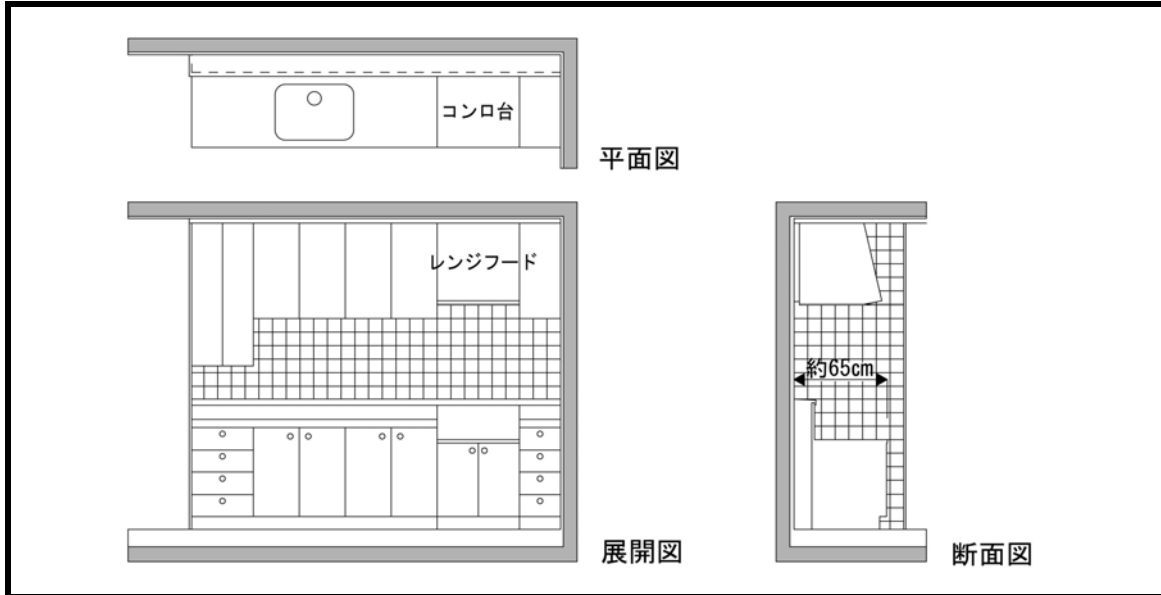 コンロ台
平面図
レンジフード
約65cm
展開図
断面図